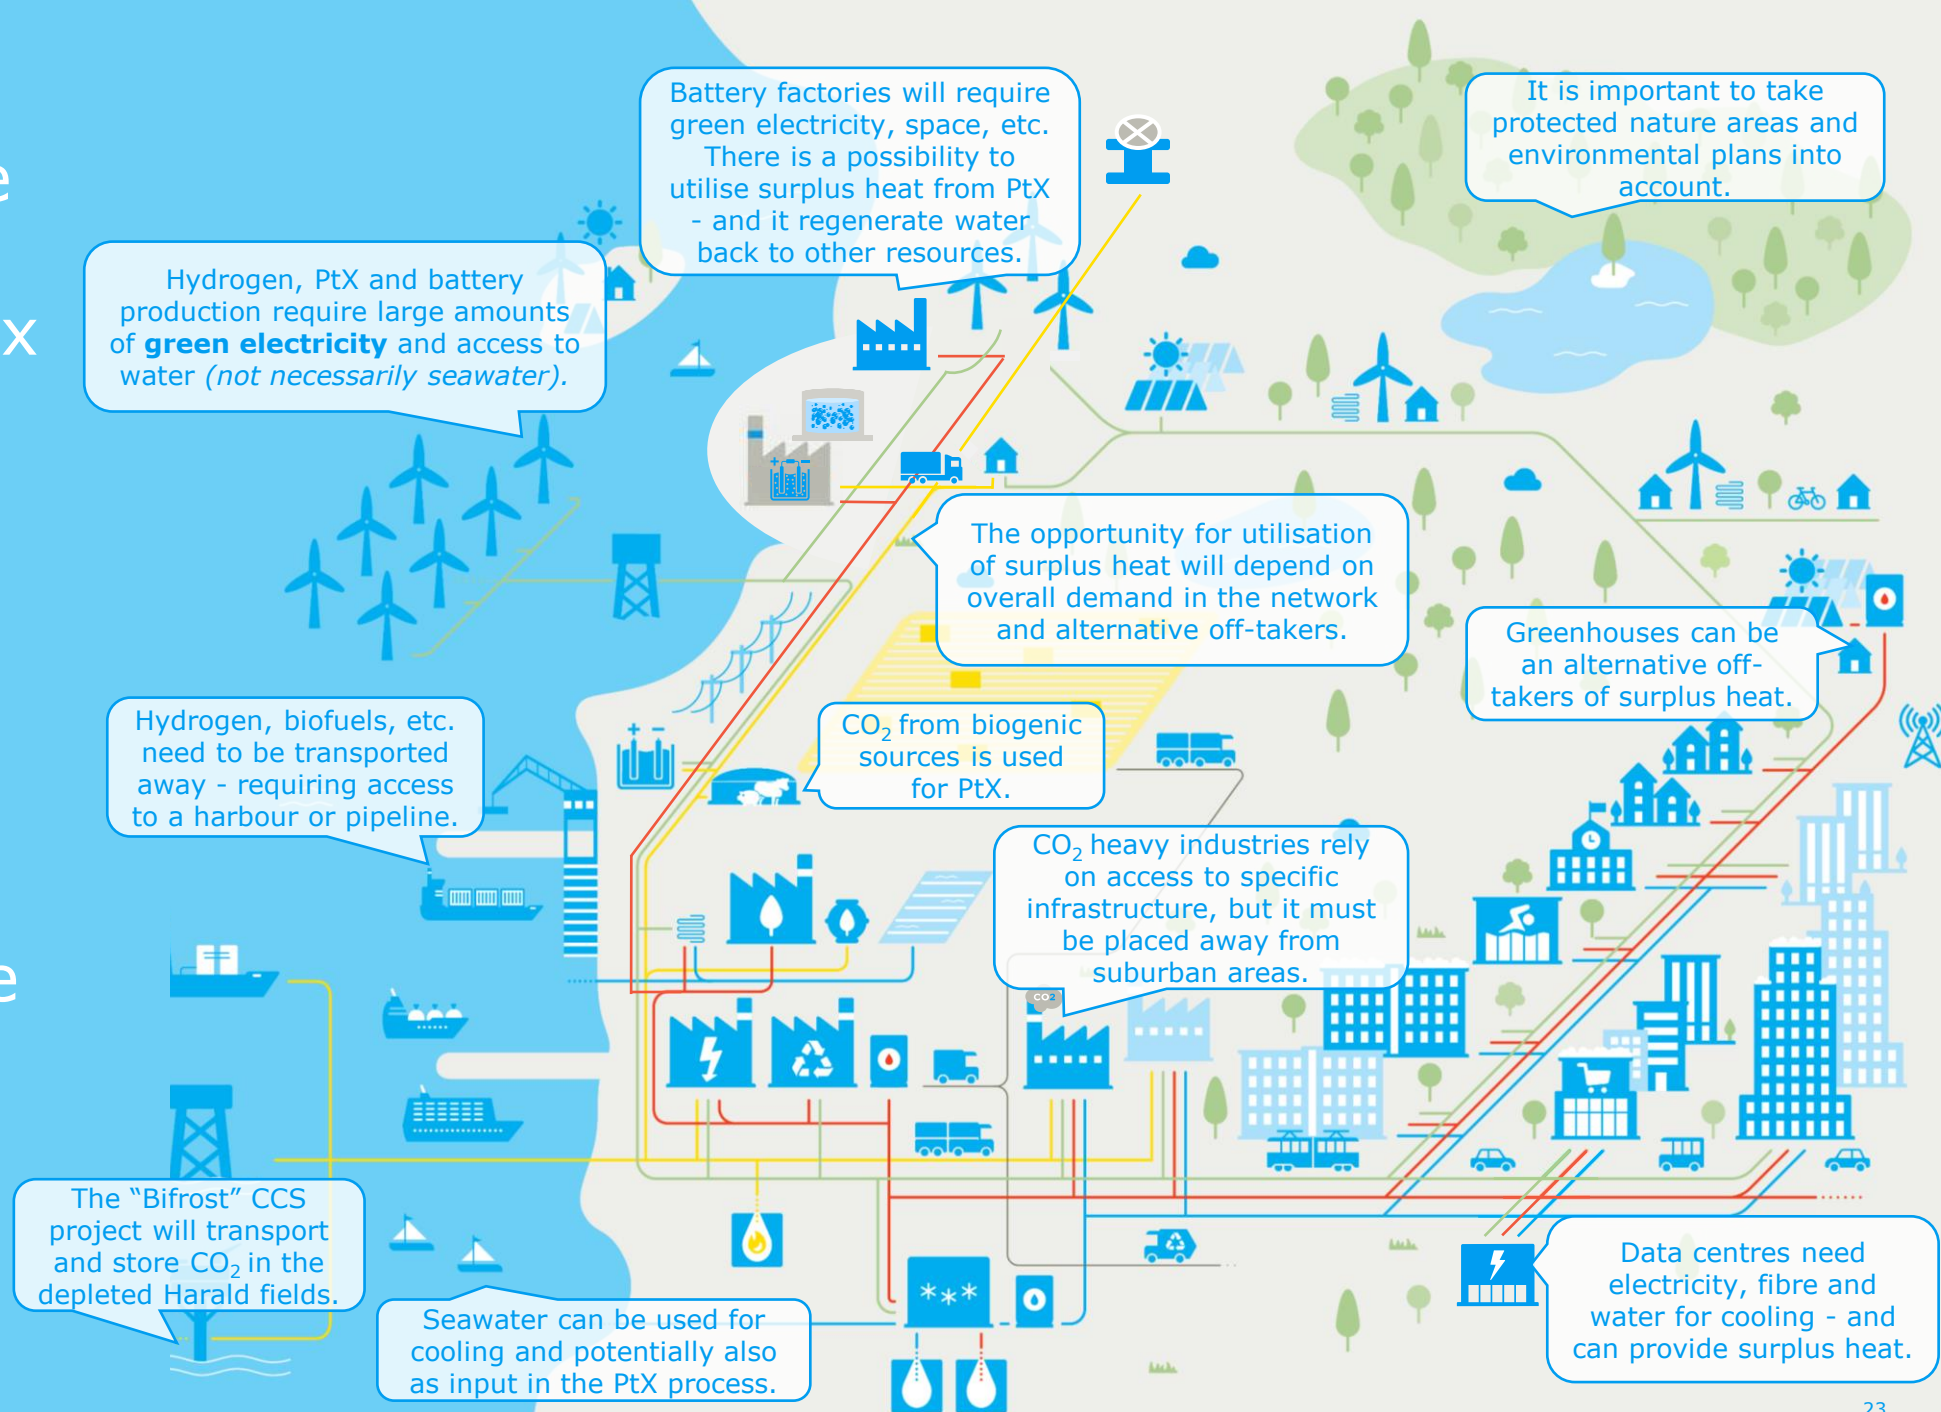 e
x
e
Battery factories will require
green electricity, space, etc.
There is a possibility to
utilise surplus heat from PtX
- and it regenerate water
back to other resources.
It is important to take
protected nature areas and
environmental plans into
account.
Hydrogen, PtX and battery
production require large amounts
of green electricity and access to
water (not necessarily seawater).
The opportunity for utilisation
of surplus heat will depend on
overall demand in the network
and alternative off-takers.
Greenhouses can be
an alternative off-
takers of surplus heat.
Hydrogen, biofuels, etc.
need to be transported
away - requiring access
to a harbour or pipeline.
CO₂ from biogenic
sources is used
for PtX.
CO₂ heavy industries rely
on access to specific
infrastructure, but it must
be placed away from
suburban areas.
CO2
The “Bifrost” CCS
project will transport
and store CO₂ in the
depleted Harald fields.
Seawater can be used for
cooling and potentially also
as input in the PtX process.
***
Data centres need
electricity, fibre and
water for cooling - and
can provide surplus heat.
23